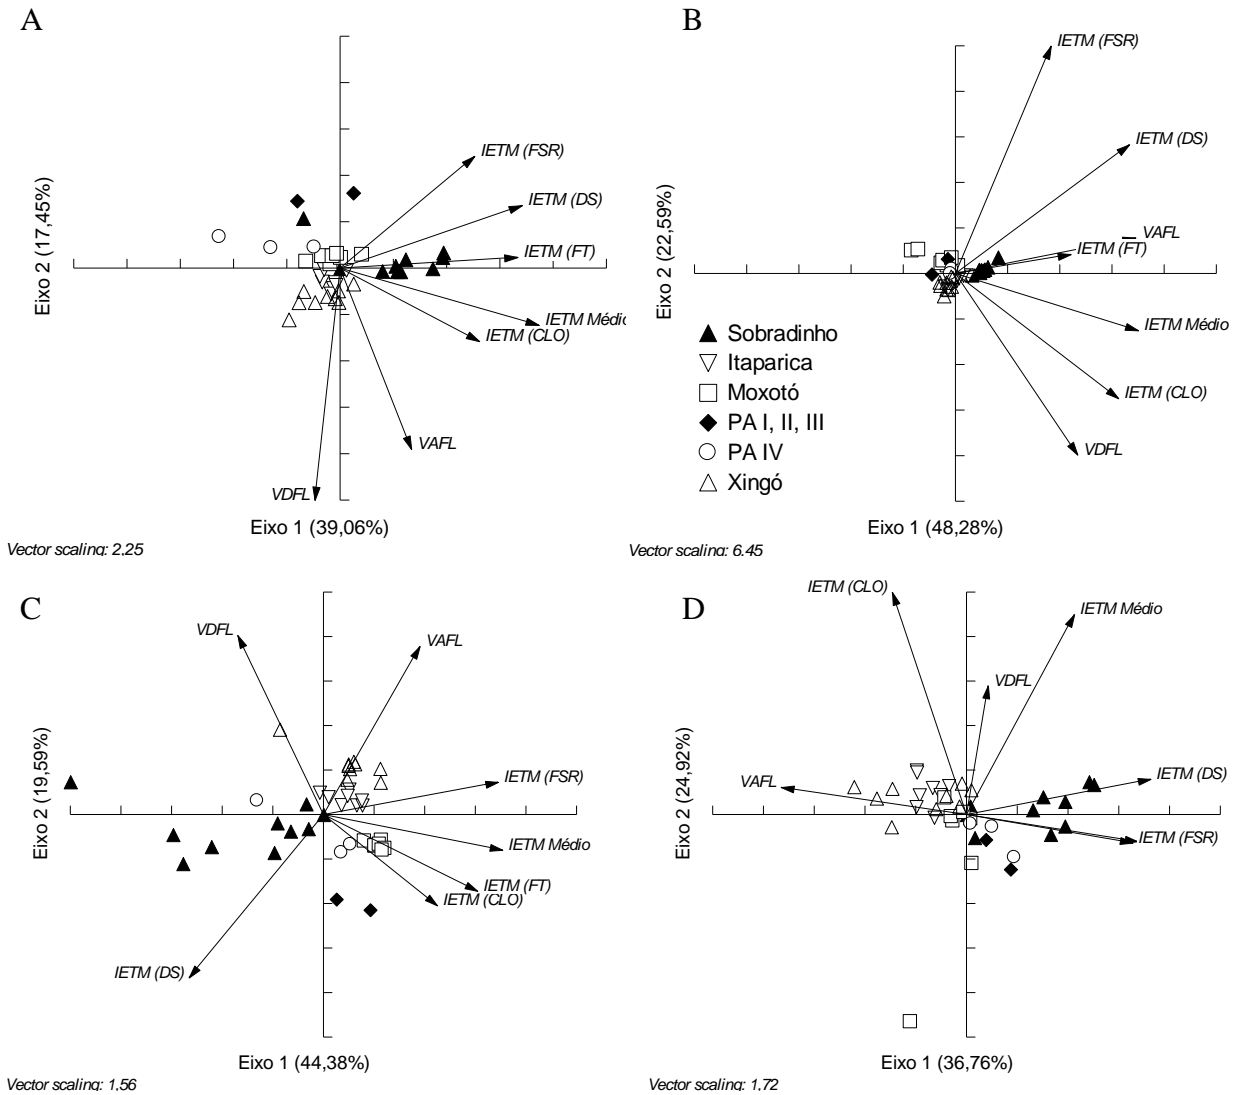 A
IETM (FSR)
IETM (DS)
IETM (FT)
IETM Médio
IETM (CLO)
VAFL
VDFL
Eixo 2 (17,45%)
Eixo 1 (39,06%)
Vector scaling: 2,25
B
IETM (FSR)
IETM (DS)
VAFL
IETM (FT)
IETM Médio
IETM (CLO)
VDFL
Sobradinho
Itaparica
Moxotó
PA I, II, III
PA IV
Xingó
Eixo 2 (22,59%)
Eixo 1 (48,28%)
Vector scaling: 6,45
C
VDFL
VAFL
IETM (FSR)
IETM Médio
IETM (FT)
IETM (CLO)
IETM (DS)
Eixo 2 (19,59%)
Eixo 1 (44,38%)
Vector scaling: 1,56
D
IETM (CLO)
IETM Médio
VDFL
VAFL
IETM (DS)
IETM (FSR)
Eixo 2 (24,92%)
Eixo 1 (36,76%)
Vector scaling: 1,72